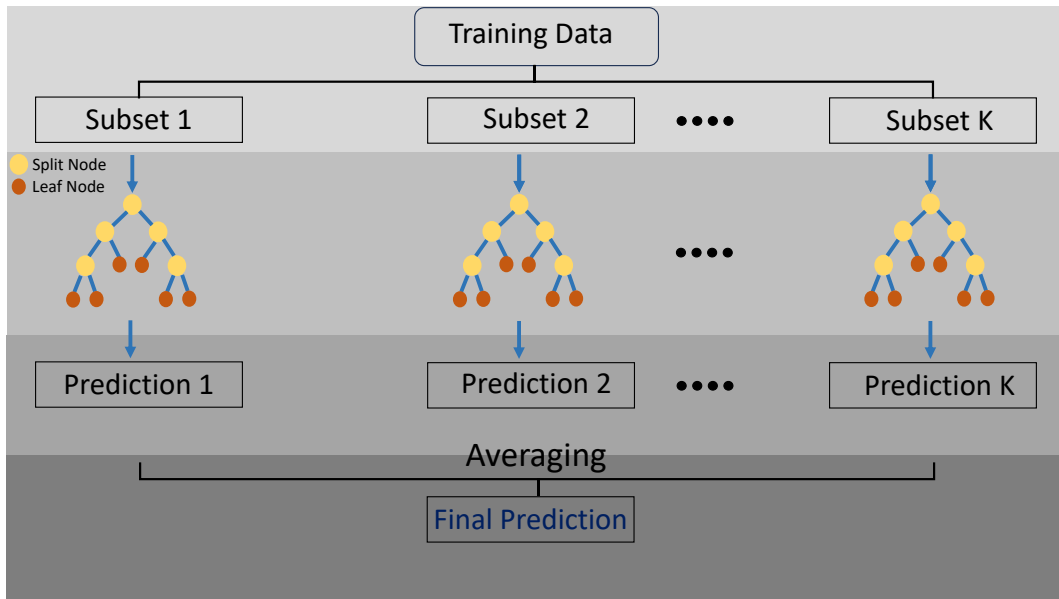 Training Data
Subset 1
Subset 2
Subset K
Split Node
Leaf Node
Prediction 1
Prediction 2
Prediction K
Averaging
Final Prediction